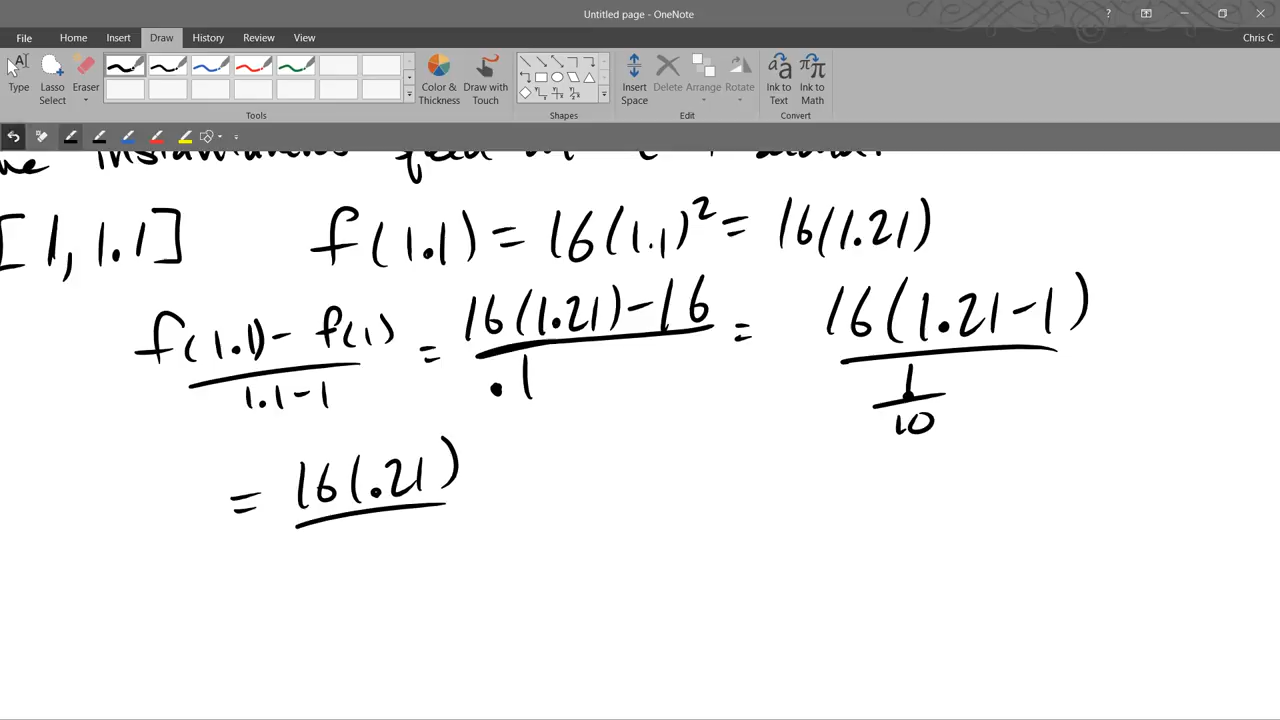 Untitled page - OneNote
?
File Home Insert Draw History Review View
Chris C
Type
Lasso Select
Eraser
Color & Thickness
Draw with Touch
Insert Space
Delete
Arrange
Rotate
Ink to Text
Ink to Math
Tools
Shapes
Edit
Convert
[1, 1.1] f(1.1) = 16(1.1)² = 16(1.21)
f(1.1) - f(1) / 1.1 - 1 = 16(1.21) - 16 / .1 = 16(1.21 - 1) / 1/10
= 16(.21)